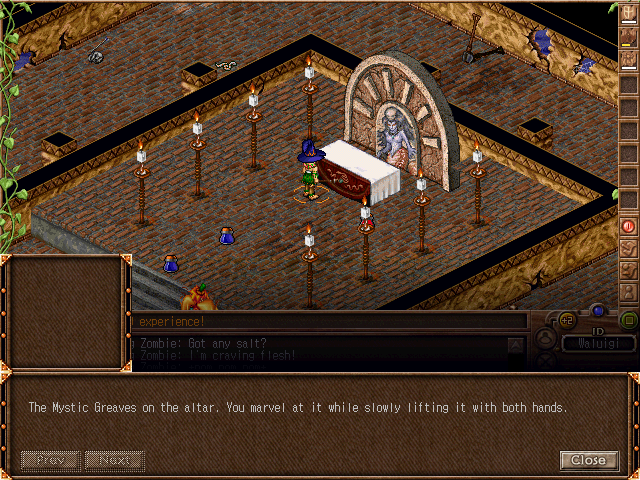 experience!
+2
ID
Zombie: Got any salt?
Waluigi
Zombie: I'm craving flesh!
The Mystic Greaves on the altar. You marvel at it while slowly lifting it with both hands.
Prev Next Close